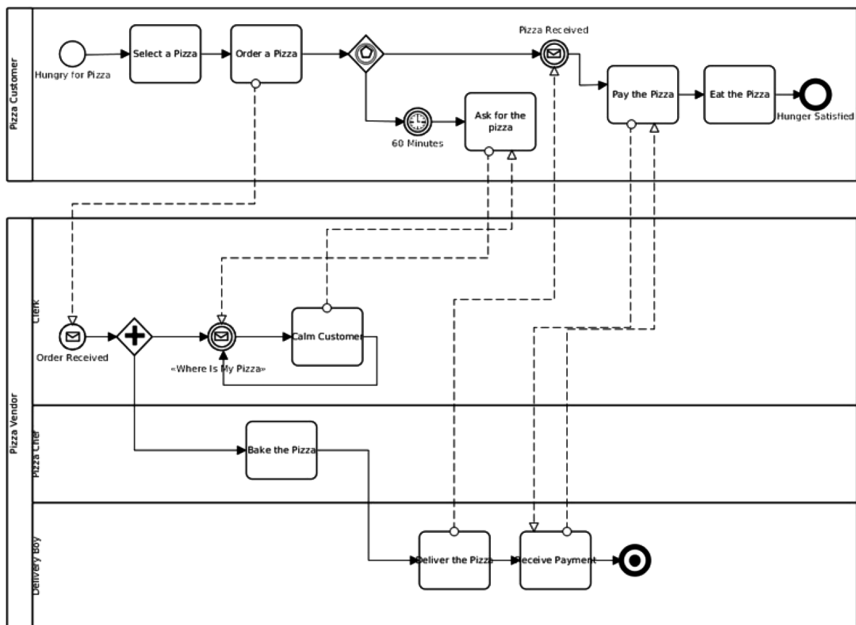 Pizza Received
Pizza Customer
Select a Pizza
Order a Pizza
Hungry for Pizza
60 Minutes
Ask for the
pizza
Pay the Pizza
Eat the Pizza
Hunger Satisfied
Pizza Vendor
Clerk
Order Received
«Where Is My Pizza»
Calm Customer
Pizza Chef
Bake the Pizza
Delivery Boy
Deliver the Pizza
Receive Payment